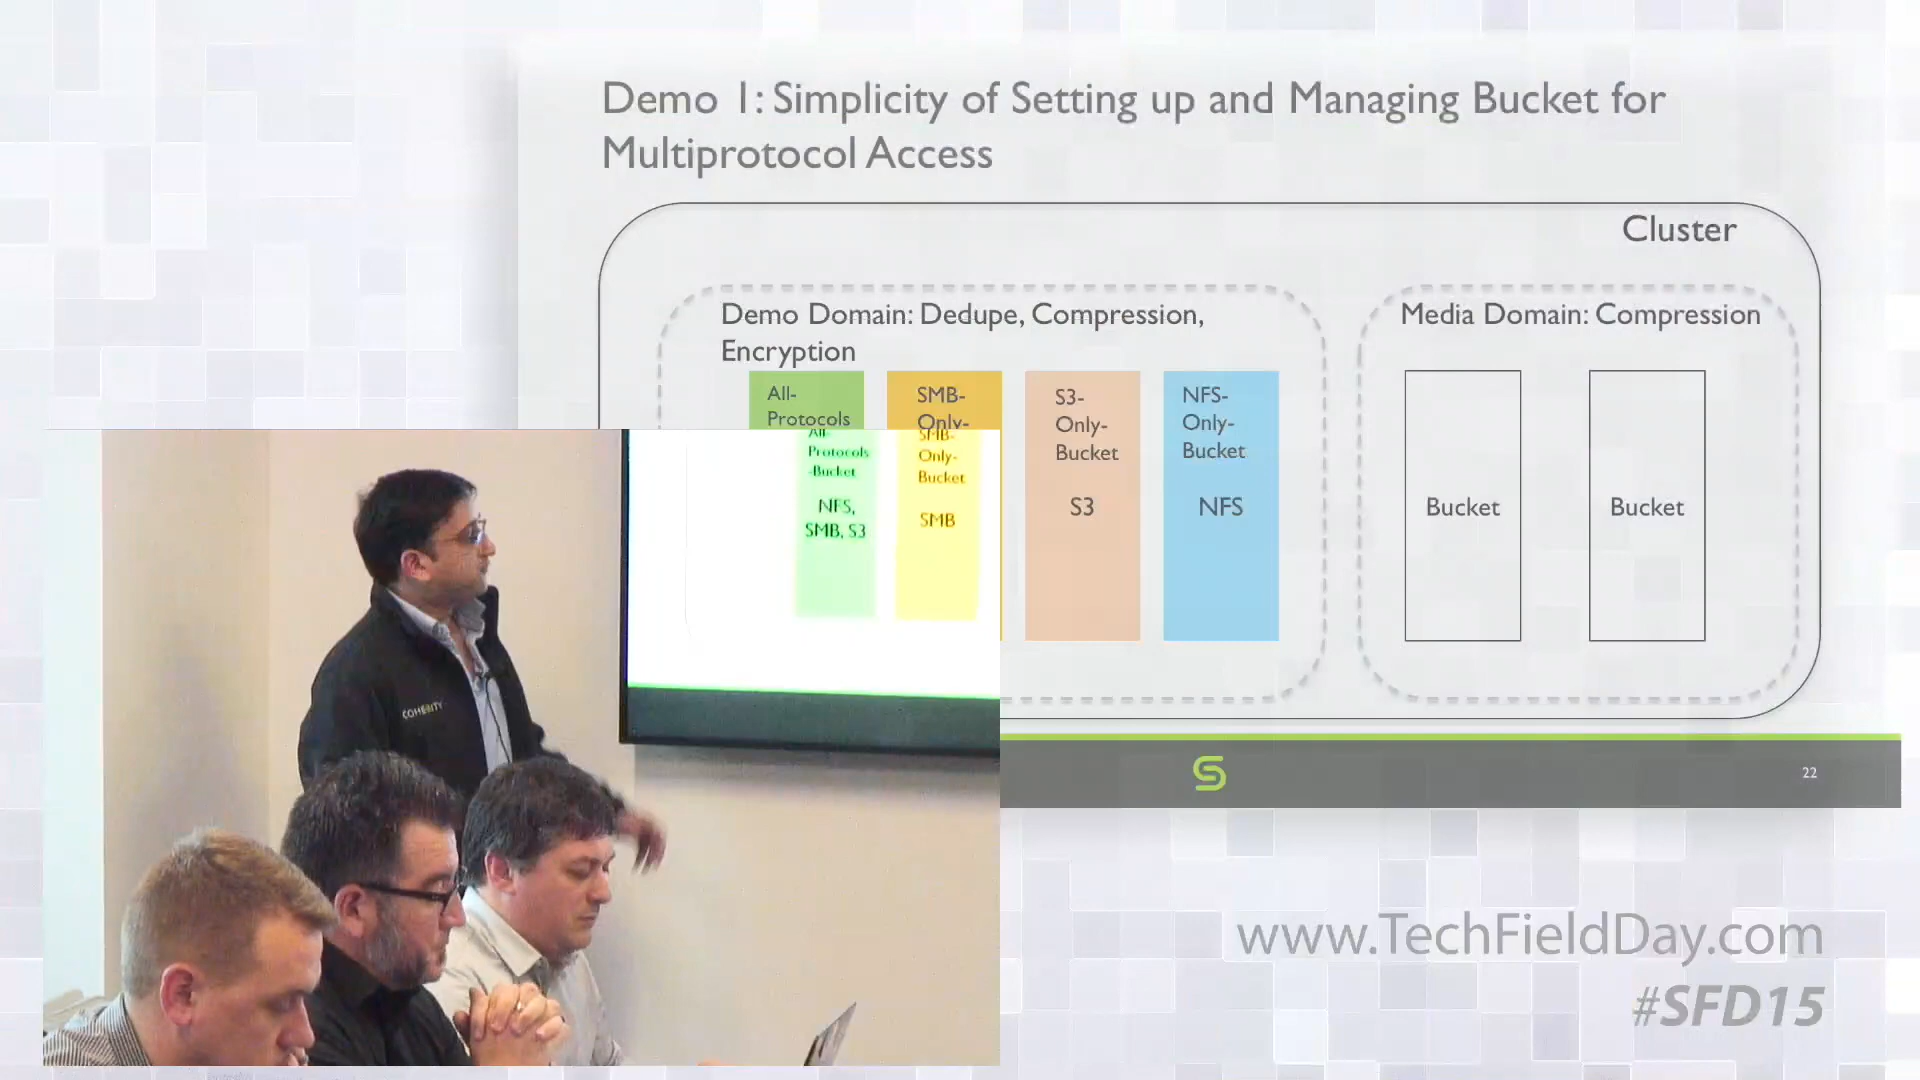 Demo 1: Simplicity of Setting up and Managing Bucket for
Multiprotocol Access
Cluster
Demo Domain: Dedupe, Compression,
Encryption
Media Domain: Compression
All-
Protocols
SMB-
Only-
S3-
Only-
Bucket
S3
NFS-
Only-
Bucket
NFS
Bucket
Bucket
All-
Protocols
-Bucket
NFS,
SMB, S3
SMB-
Only-
Bucket
SMB
COHESITY
22
www.TechFieldDay.com
#SFD15